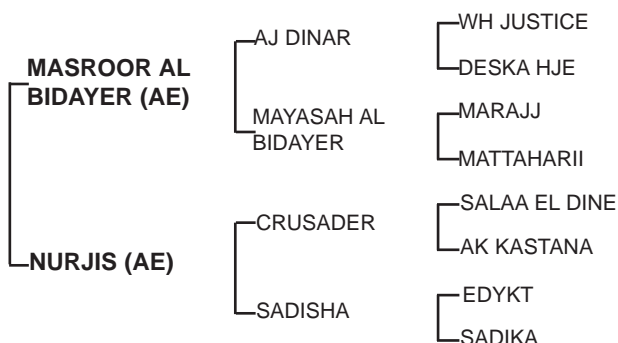 WH JUSTICE
AJ DINAR
MASROOR AL
BIDAYER (AE)
DESKA HJE
MARAJJ
MAYASAH AL
BIDAYER
MATTAHARII
SALAA EL DINE
CRUSADER
AK KASTANA
NURJIS (AE)
EDYKT
SADISHA
SADIKA